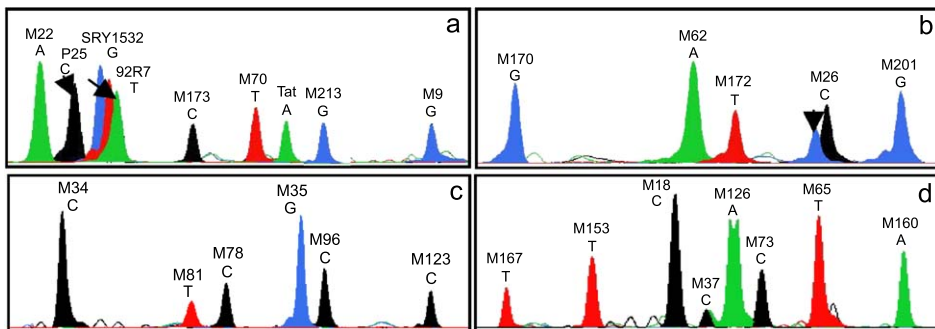 a
M22
A
P25
C
SRY1532
G
92R7
T
M173
C
M70
T
Tat
A
M213
G
M9
G
b
M170
G
M62
A
M172
T
M26
C
M201
G
c
M34
C
M81
T
M78
C
M35
G
M96
C
M123
C
d
M167
T
M153
T
M18
C
M37
C
M126
A
M73
C
M65
T
M160
A